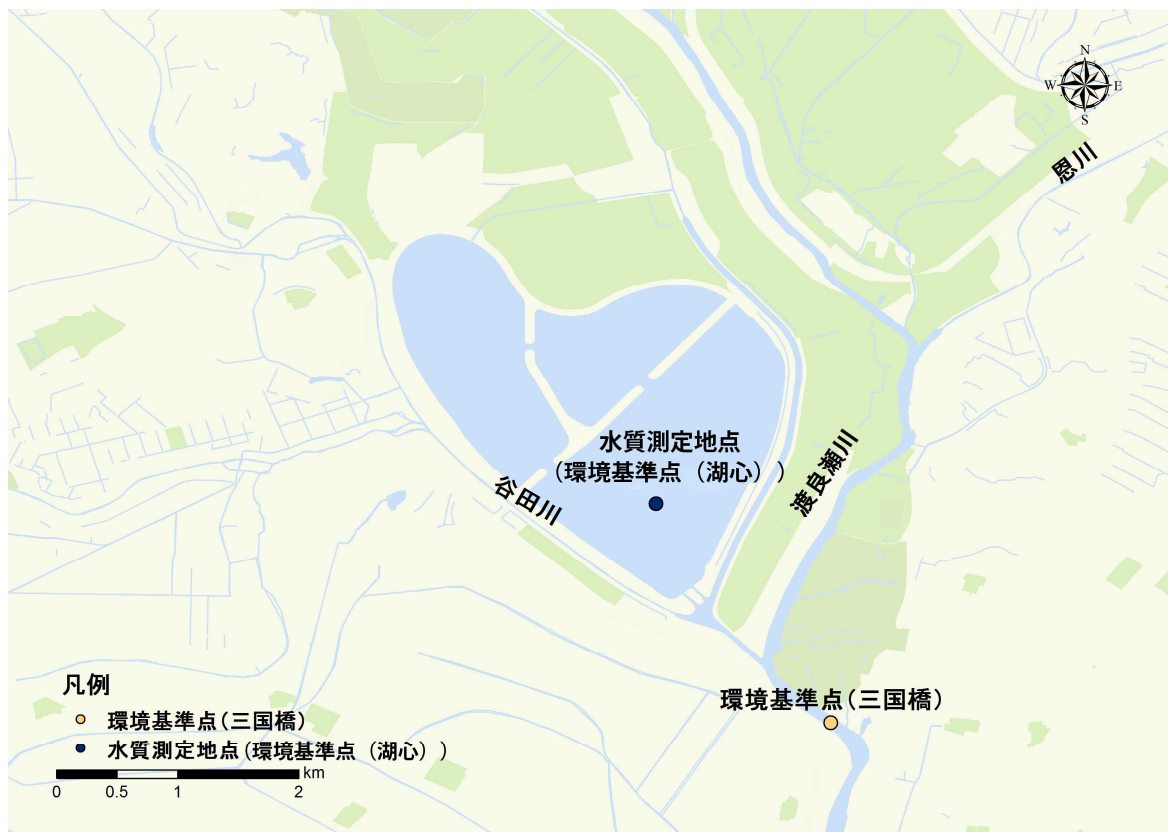 N
W
E
S
恩川
水質測定地点
（環境基準点（湖心））
谷田川
渡良瀬川
環境基準点（三国橋）
凡例
環境基準点（三国橋）
水質測定地点（環境基準点（湖心））
km
0 0.5 1 2